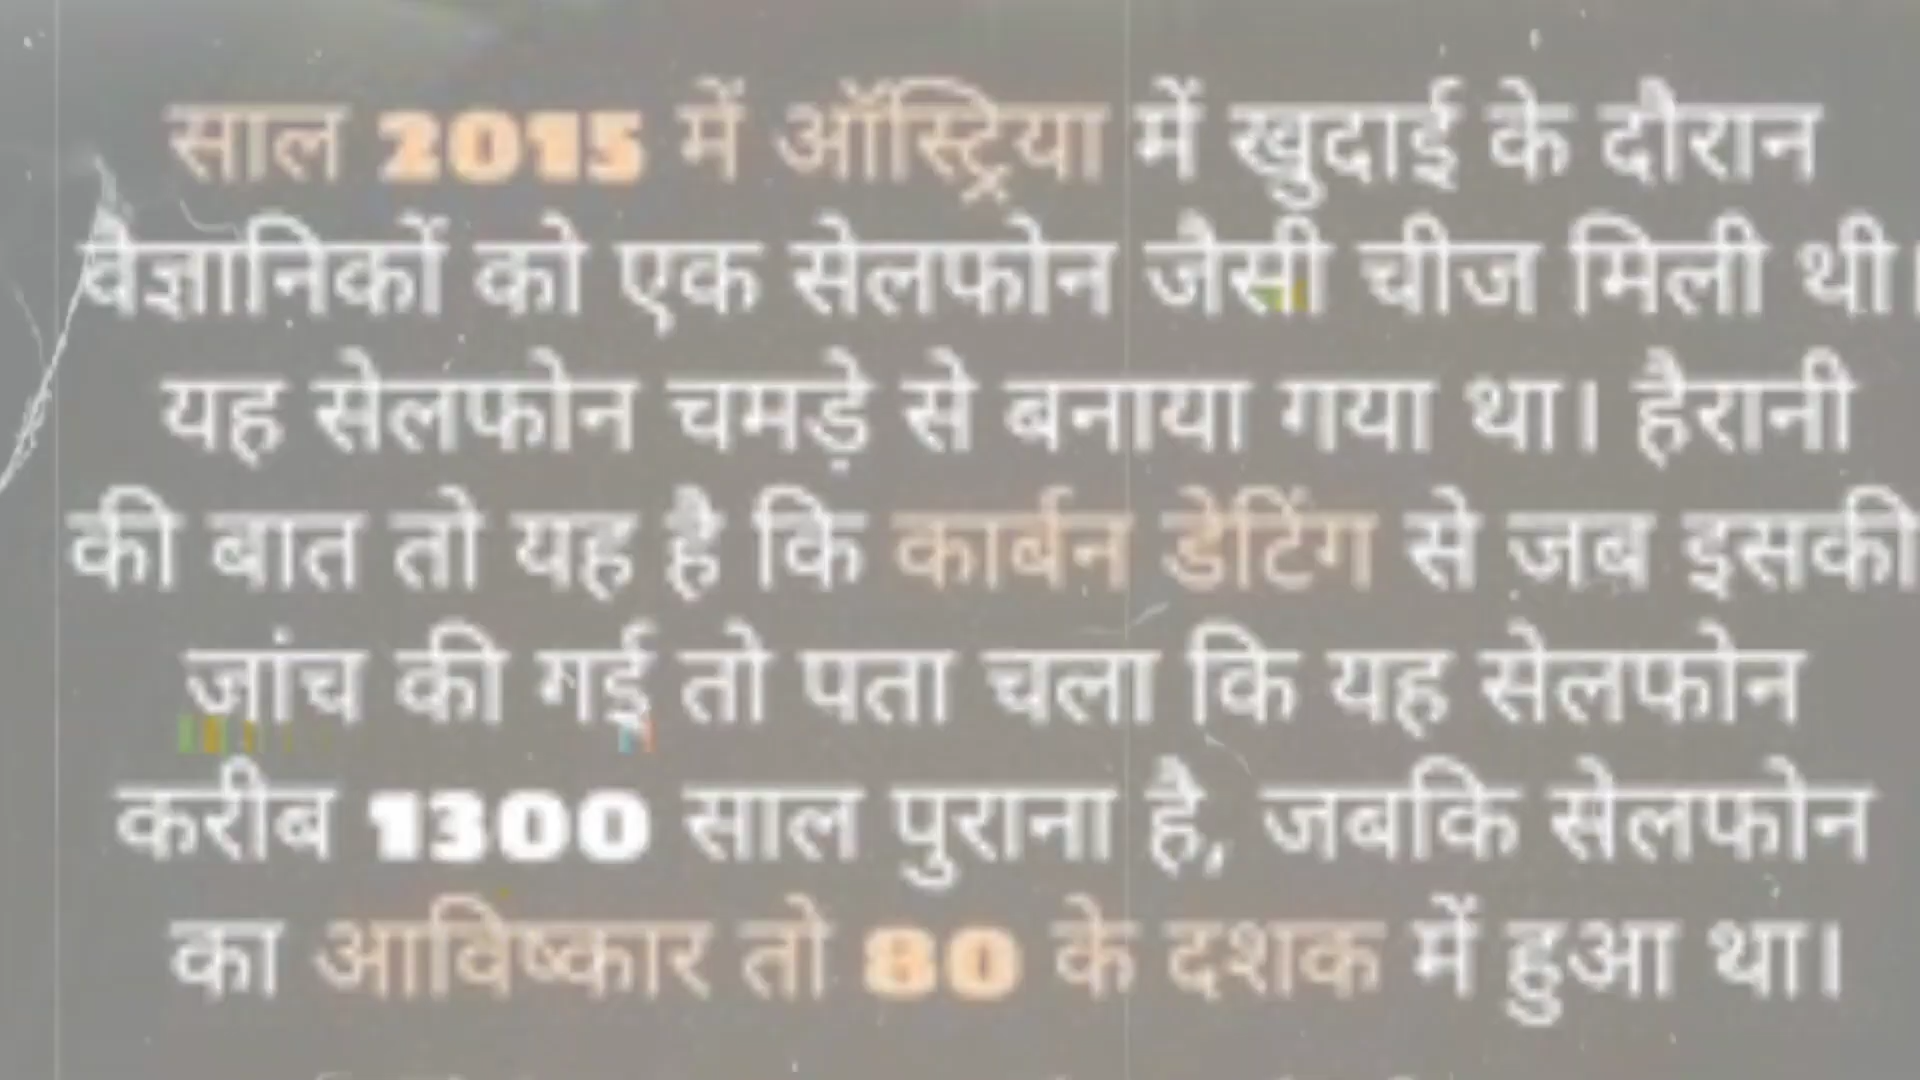 साल 2015 में ऑस्ट्रिया में खुदाई के दौरान
वैज्ञानिकों को एक सेलफोन जैसी चीज मिली थी।
यह सेलफोन चमड़े से बनाया गया था। हैरानी
की बात तो यह है कि कार्बन डेटिंग से जब इसकी
जांच की गई तो पता चला कि यह सेलफोन
करीब 1300 साल पुराना है, जबकि सेलफोन
का आविष्कार तो 80 के दशक में हुआ था।